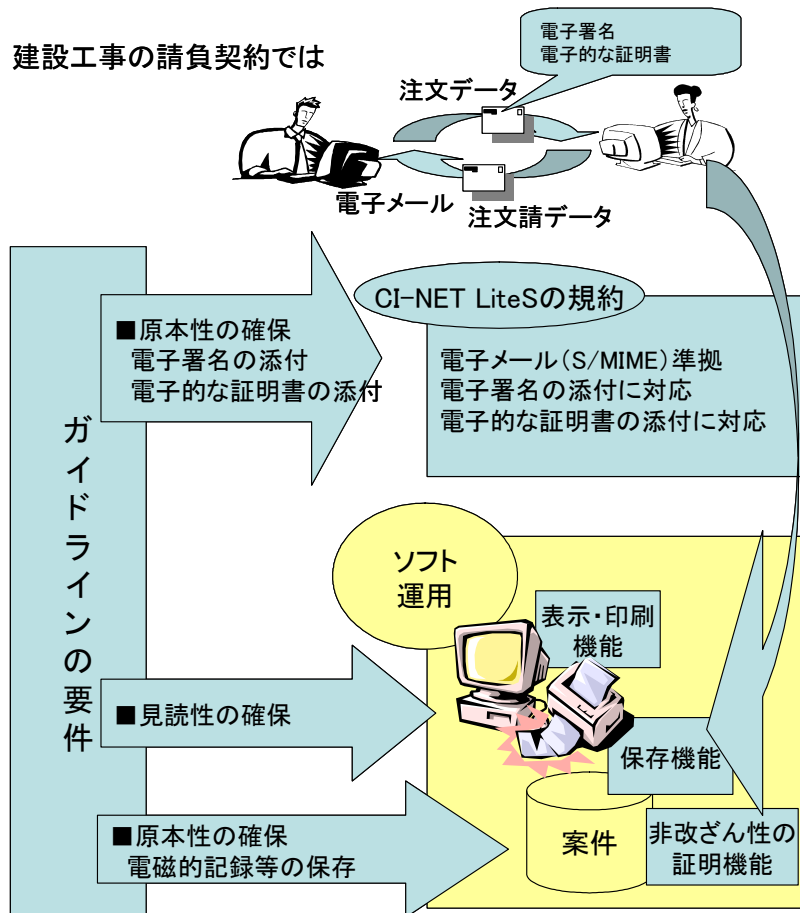 建設工事の請負契約では
電子署名
電子的な証明書
注文データ
電子メール
注文請データ
ガイドラインの要件
■原本性の確保
電子署名の添付
電子的な証明書の添付
CI-NET LiteSの規約
電子メール(S/MIME)準拠
電子署名の添付に対応
電子的な証明書の添付に対応
ソフト
運用
表示・印刷
機能
■見読性の確保
保存機能
■原本性の確保
電磁的記録等の保存
案件
非改ざん性の
証明機能